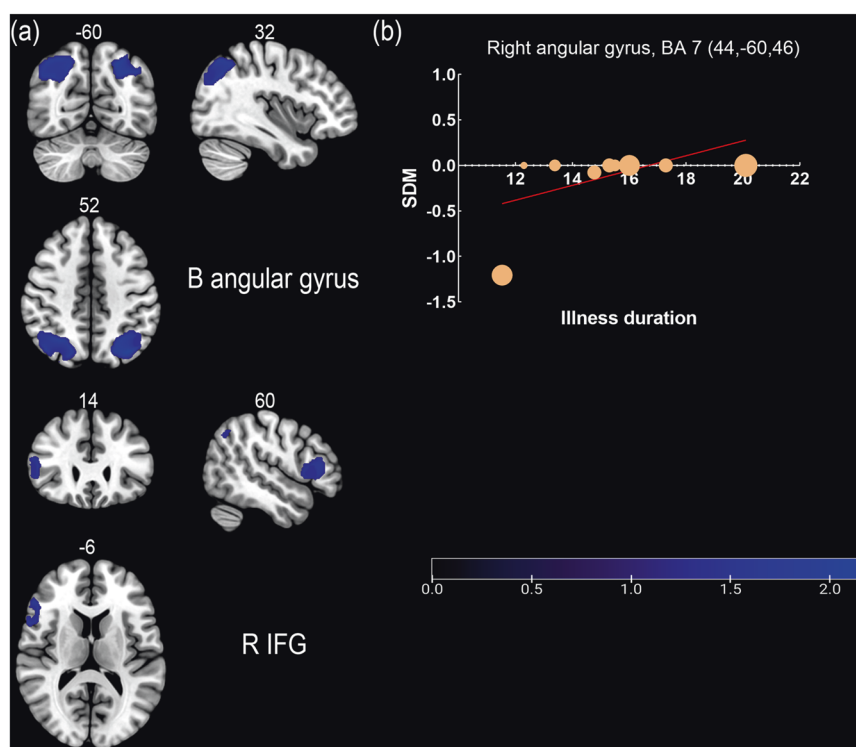 (a)
-60
32
52
B angular gyrus
14
60
-6
R IFG
(b)
Right angular gyrus, BA 7 (44,-60,46)
1.0
0.5
0.0
-0.5
-1.0
-1.5
SDM
12 14 16 18 20 22
Illness duration
0.0 0.5 1.0 1.5 2.0